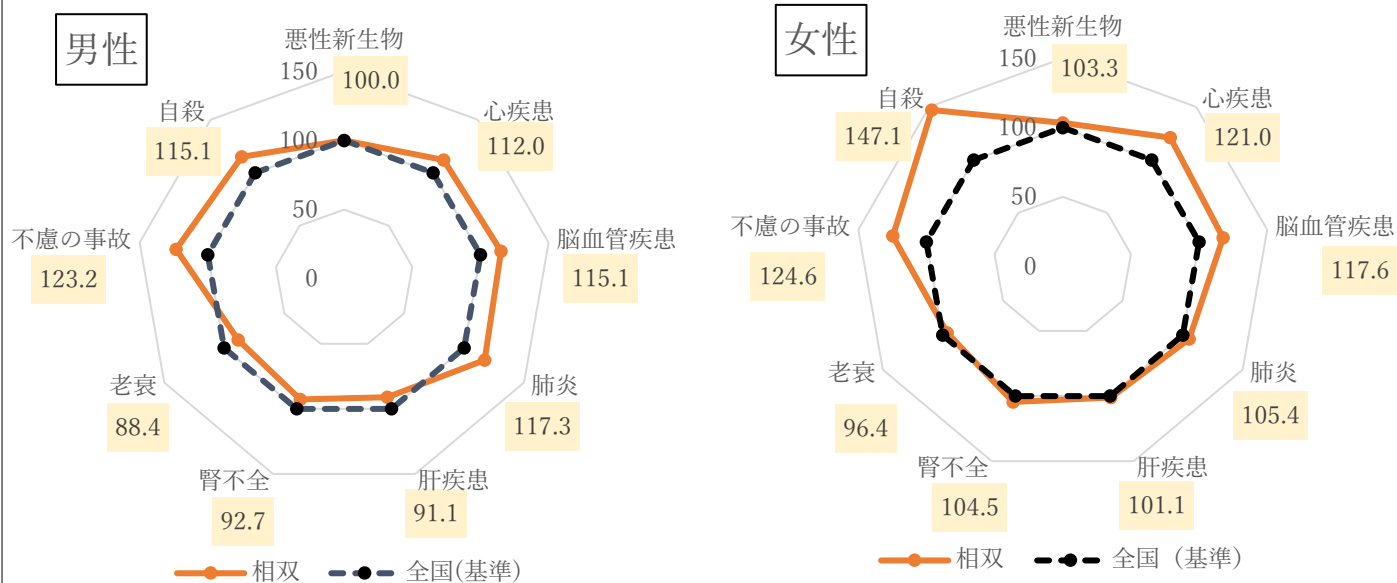 男性
悪性新生物
100.0
心疾患
112.0
脳血管疾患
115.1
肺炎
117.3
肝疾患
91.1
腎不全
92.7
老衰
88.4
不慮の事故
123.2
自殺
115.1
150
100
50
0
相双
全国(基準)
女性
悪性新生物
103.3
心疾患
121.0
脳血管疾患
117.6
肺炎
105.4
肝疾患
101.1
腎不全
104.5
老衰
96.4
不慮の事故
124.6
自殺
147.1
150
100
50
0
相双
全国（基準）